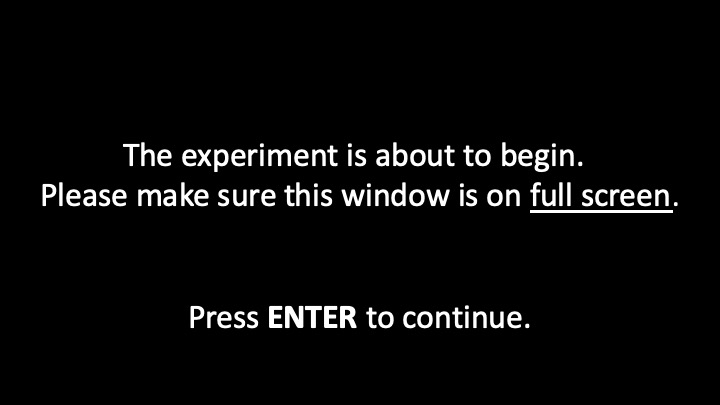 The experiment is about to begin.
Please make sure this window is on full screen.
Press ENTER to continue.